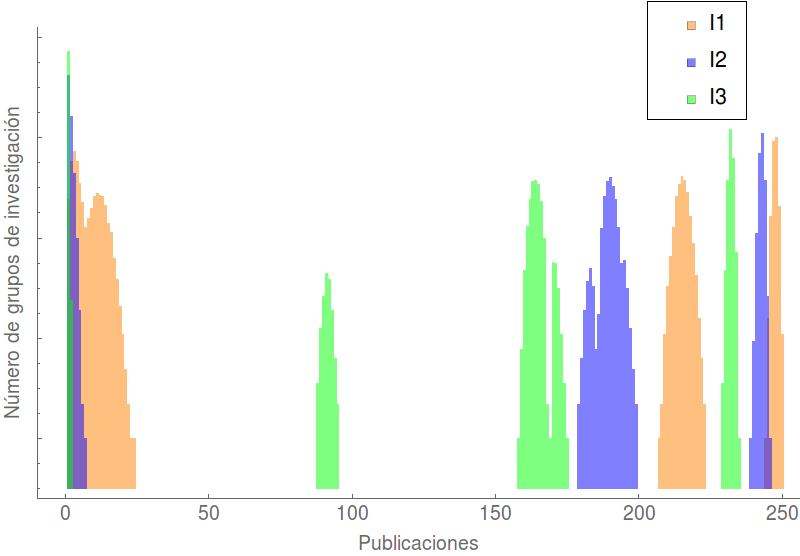 I1
I2
I3
Número de grupos de investigación
0 50 100 150 200 250
Publicaciones